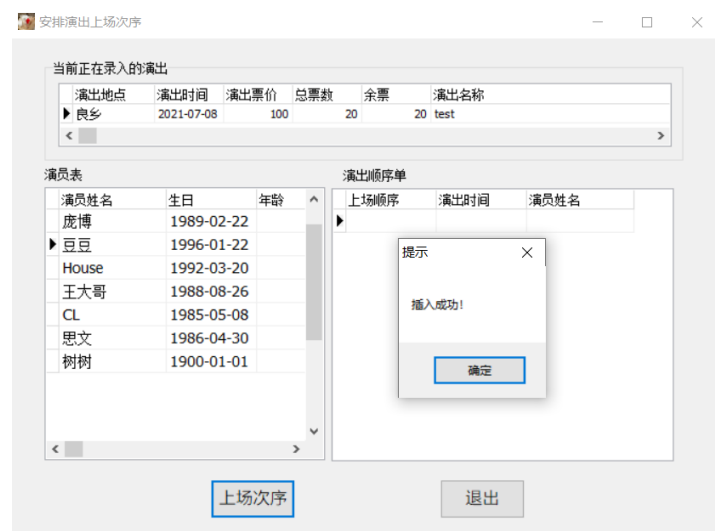 安排演出上场次序
当前正在录入的演出
演出地点 演出时间 演出票价 总票数 余票 演出名称
良乡 2021-07-08 100 20 20 test
演员表 演出顺序单
演员姓名 生日 年龄
庞博 1989-02-22
豆豆 1996-01-22
House 1992-03-20
王大哥 1988-08-26
CL 1985-05-08
思文 1986-04-30
树树 1900-01-01
上场顺序 演出时间 演员姓名
提示
插入成功!
确定
上场次序 退出